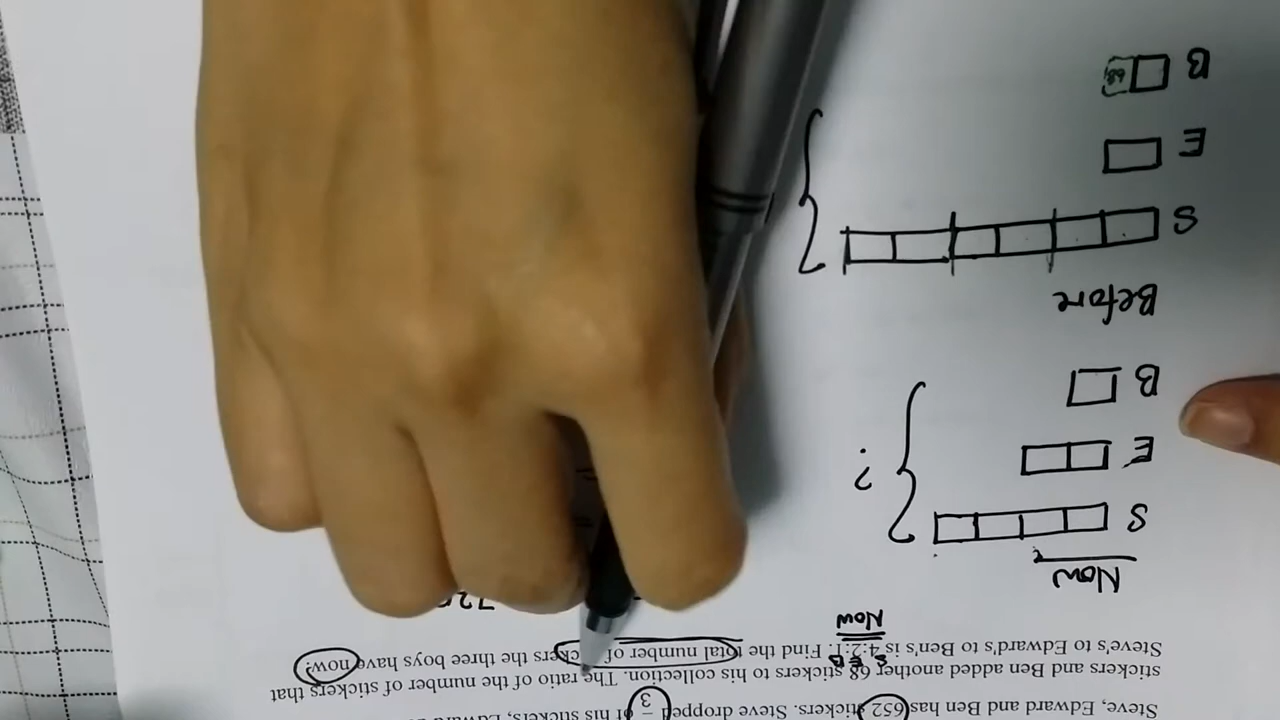 Steve, Edward and Ben has 652 stickers. Steve dropped 3 of his stickers, Edward
stickers and Ben added another 68 stickers to his collection. The ratio of the number of stickers that
Steve's to Edward's to Ben's is 4:2:1. Find the total number of stickers the three boys have now?
S E B
Now
72
Now
S
E
?
B
Before
S
E
B
68